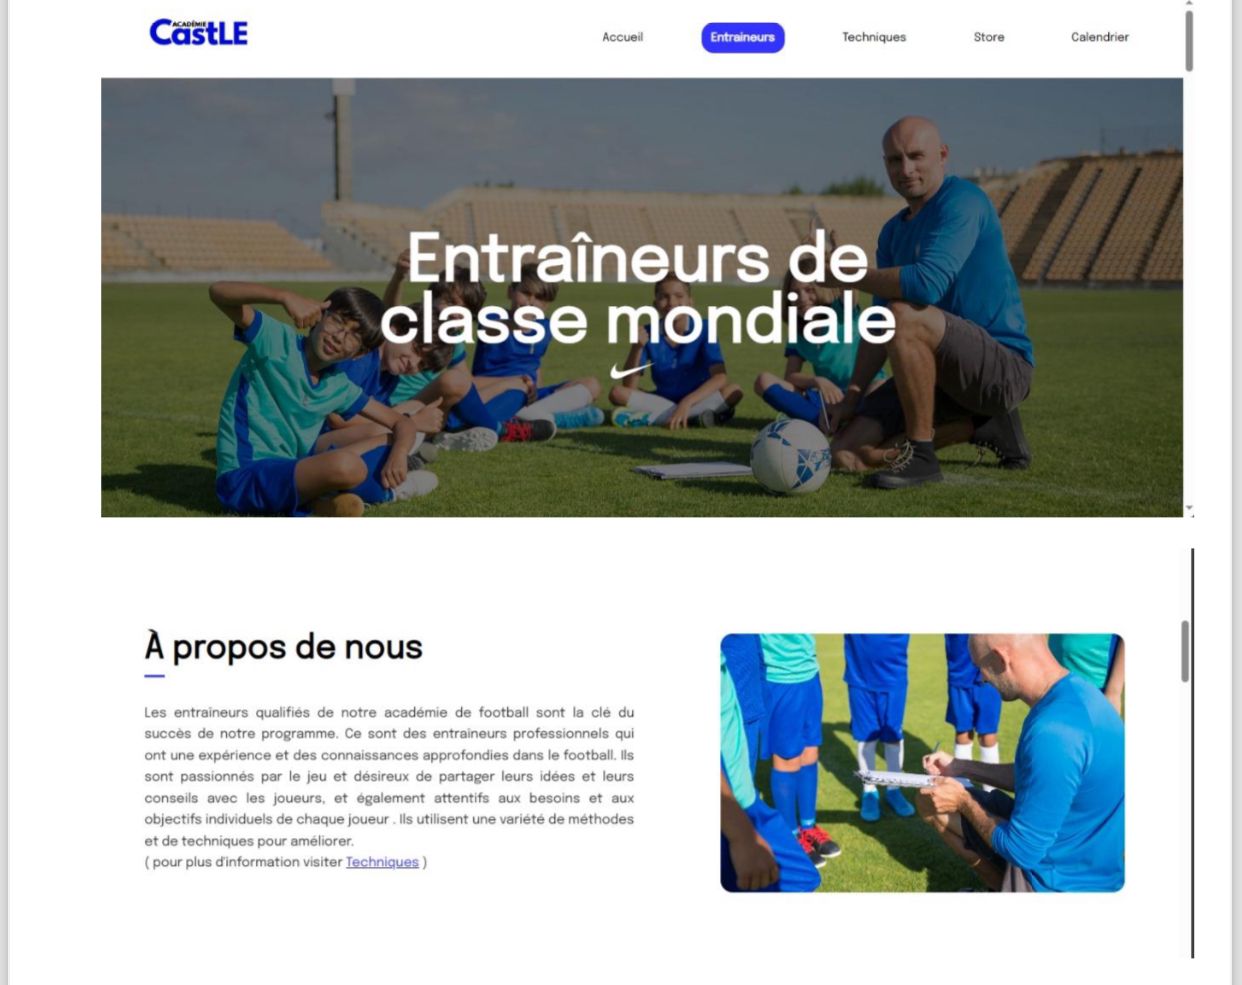 ACADÉMIE
CastLE
Accueil Entraineurs Techniques Store Calendrier
Entraîneurs de
classe mondiale
À propos de nous
Les entraîneurs qualifiés de notre académie de football sont la clé du
succès de notre programme. Ce sont des entraineurs professionnels qui
ont une expérience et des connaissances approfondies dans le football. Ils
sont passionnés par le jeu et désireux de partager leurs idées et leurs
conseils avec les joueurs, et également attentifs aux besoins et aux
objectifs individuels de chaque joueur . Ils utilisent une variété de méthodes
et de techniques pour améliorer.
( pour plus d'information visiter Techniques )